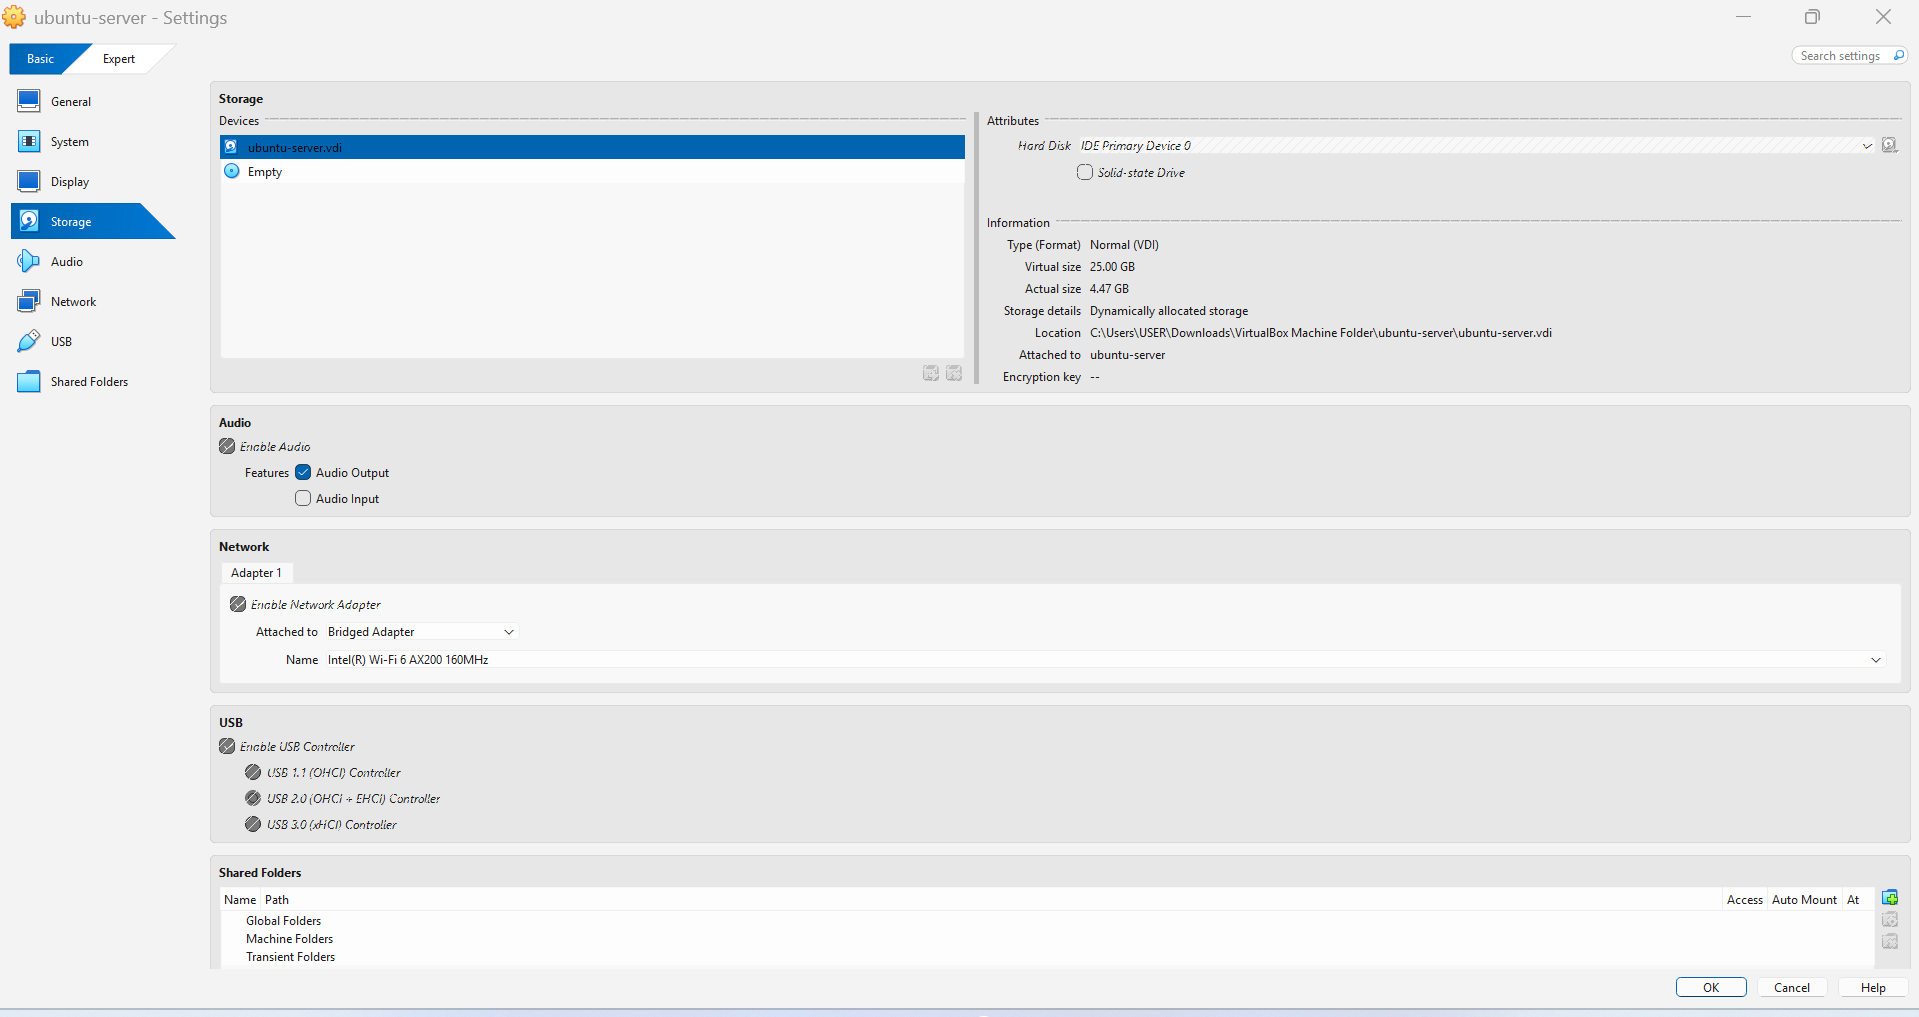 ubuntu-server - Settings
Basic
Expert
Search settings
General
System
Display
Storage
Audio
Network
USB
Shared Folders
Storage
Devices
ubuntu-server.vdi
Empty
Attributes
Hard Disk IDE Primary Device 0
Solid-state Drive
Information
Type (Format) Normal (VDI)
Virtual size 25.00 GB
Actual size 4.47 GB
Storage details Dynamically allocated storage
Location C:\Users\USER\Downloads\VirtualBox Machine Folder\ubuntu-server\ubuntu-server.vdi
Attached to ubuntu-server
Encryption key --
Audio
Enable Audio
Features Audio Output
Audio Input
Network
Adapter 1
Enable Network Adapter
Attached to Bridged Adapter
Name Intel(R) Wi-Fi 6 AX200 160MHz
USB
Enable USB Controller
USB 1.1 (OHCI) Controller
USB 2.0 (OHCI + EHCI) Controller
USB 3.0 (xHCI) Controller
Shared Folders
Name Path Access Auto Mount At
Global Folders
Machine Folders
Transient Folders
OK Cancel Help